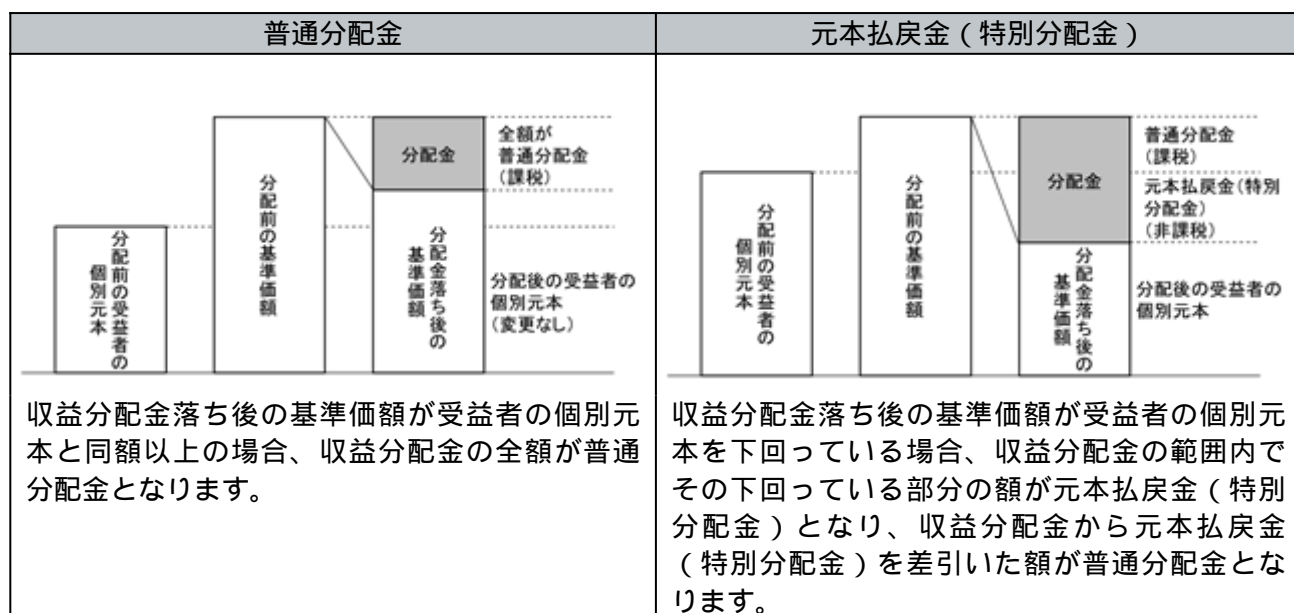 普通分配金
分配前の受益者の
個別元本
分配前の基準価額
分配金
分配金落ち後の
基準価額
全額が
普通分配金
(課税)
分配後の受益者の
個別元本
(変更なし)
収益分配金落ち後の基準価額が受益者の個別元
本と同額以上の場合、収益分配金の全額が普通
分配金となります。
元本払戻金（特別分配金）
分配前の受益者の
個別元本
分配前の基準価額
分配金
分配金落ち後の
基準価額
普通分配金
(課税)
元本払戻金(特別
分配金)
(非課税)
分配後の受益者の
個別元本
収益分配金落ち後の基準価額が受益者の個別元
本を下回っている場合、収益分配金の範囲内で
その下回っている部分の額が元本払戻金（特別
分配金）となり、収益分配金から元本払戻金
（特別分配金）を差引いた額が普通分配金とな
ります。